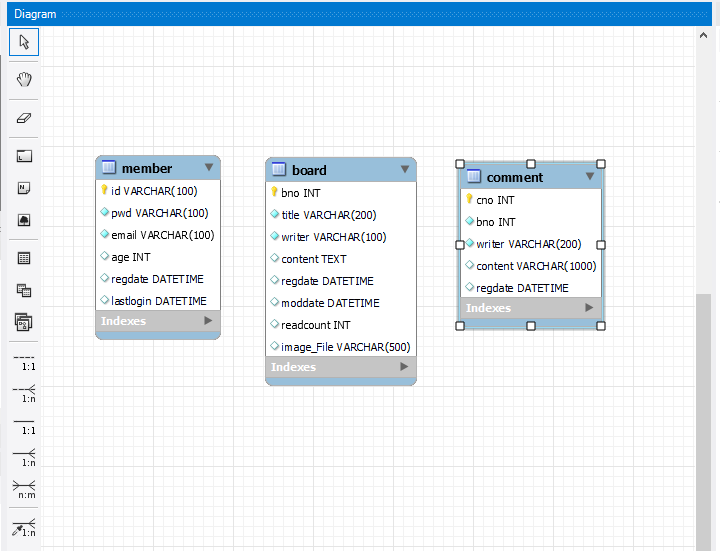 Diagram
member
id VARCHAR(100)
pwd VARCHAR(100)
email VARCHAR(100)
age INT
regdate DATETIME
lastlogin DATETIME
Indexes
board
bno INT
title VARCHAR(200)
writer VARCHAR(100)
content TEXT
regdate DATETIME
moddate DATETIME
readcount INT
image_File VARCHAR(500)
Indexes
comment
cno INT
bno INT
writer VARCHAR(200)
content VARCHAR(1000)
regdate DATETIME
Indexes
1:1
1:n
1:1
1:n
n:m
1:n